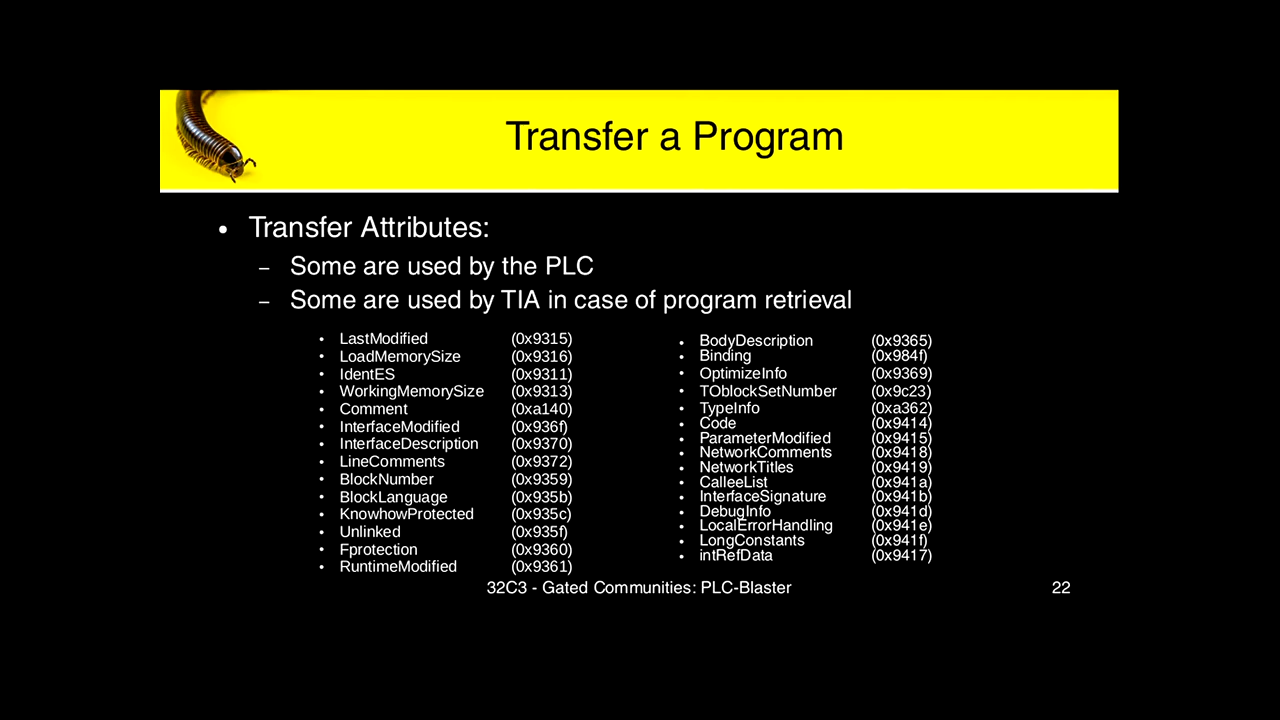 Transfer a Program
• Transfer Attributes:
– Some are used by the PLC
– Some are used by TIA in case of program retrieval
• LastModified (0x9315)
• LoadMemorySize (0x9316)
• IdentES (0x9311)
• WorkingMemorySize (0x9313)
• Comment (0xa140)
• InterfaceModified (0x936f)
• InterfaceDescription (0x9370)
• LineComments (0x9372)
• BlockNumber (0x9359)
• BlockLanguage (0x935b)
• KnowhowProtected (0x935c)
• Unlinked (0x935f)
• Fprotection (0x9360)
• RuntimeModified (0x9361)
• BodyDescription (0x9365)
• Binding (0x984f)
• OptimizeInfo (0x9369)
• TOblockSetNumber (0x9c23)
• TypeInfo (0xa362)
• Code (0x9414)
• ParameterModified (0x9415)
• NetworkComments (0x9418)
• NetworkTitles (0x9419)
• CalleeList (0x941a)
• InterfaceSignature (0x941b)
• DebugInfo (0x941d)
• LocalErrorHandling (0x941e)
• LongConstants (0x941f)
• intRefData (0x9417)
32C3 - Gated Communities: PLC-Blaster 22